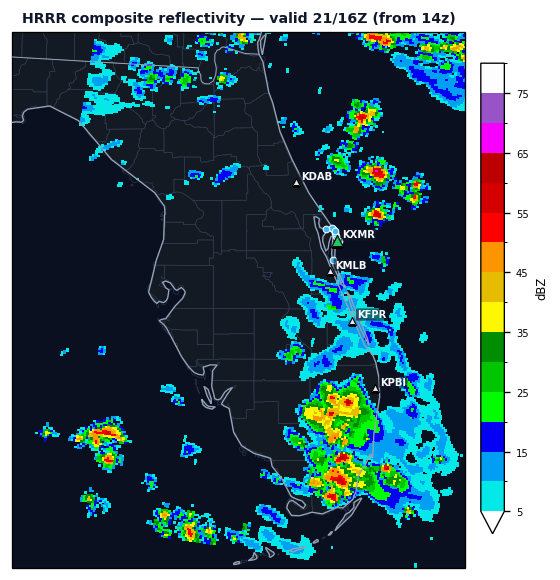 HRRR composite reflectivity — valid 21/16Z (from 14z)
KDAB
KXMR
KMLB
KFPR
KPBI
75
65
55
45
35
25
15
5
dBZ